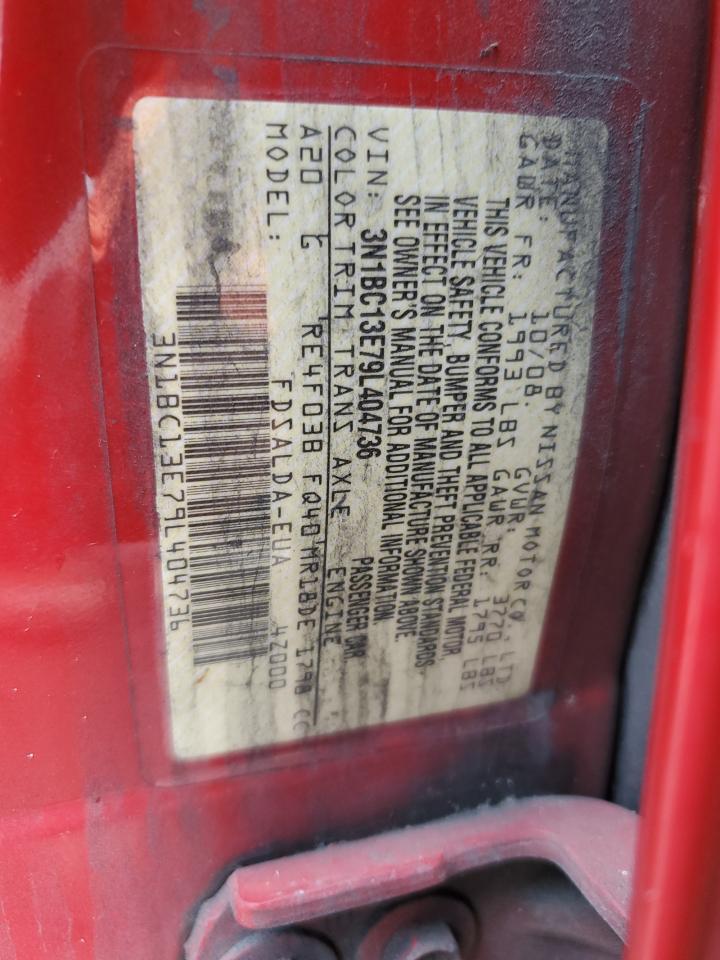 MANUFACTURED BY NISSAN MOTOR CO., LTD
DATE: 10/08. GVWR: 3770 LBS
GAWR FR: 1993 LBS GAWR RR: 1795 LBS
THIS VEHICLE CONFORMS TO ALL APPLICABLE FEDERAL MOTOR
VEHICLE SAFETY, BUMPER AND THEFT PREVENTION STANDARDS
IN EFFECT ON THE DATE OF MANUFACTURE SHOWN ABOVE.
SEE OWNER'S MANUAL FOR ADDITIONAL INFORMATION.
VIN: 3N1BC13E79L404736 PASSENGER CAR
COLOR TRIM TRANS AXLE ENGINE
A20 G RE4F03B FQ40 MR18DE 1798 CC
MODEL: FDSALDA-EUA 4Z000
3N1BC13E79L404736